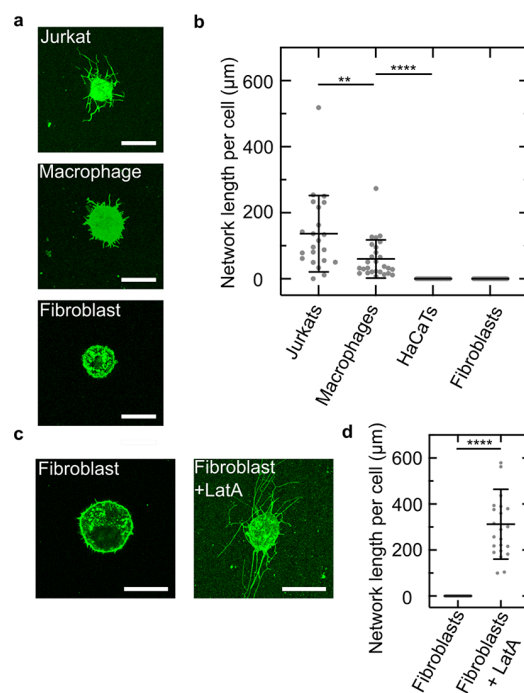 a
Jurkat
Macrophage
Fibroblast
b
Network length per cell (µm)
600
400
200
0
**
****
Jurkats
Macrophages
HaCaTs
Fibroblasts
c
Fibroblast
Fibroblast
+LatA
d
Network length per cell (µm)
600
400
200
0
****
Fibroblasts
Fibroblasts
+ LatA